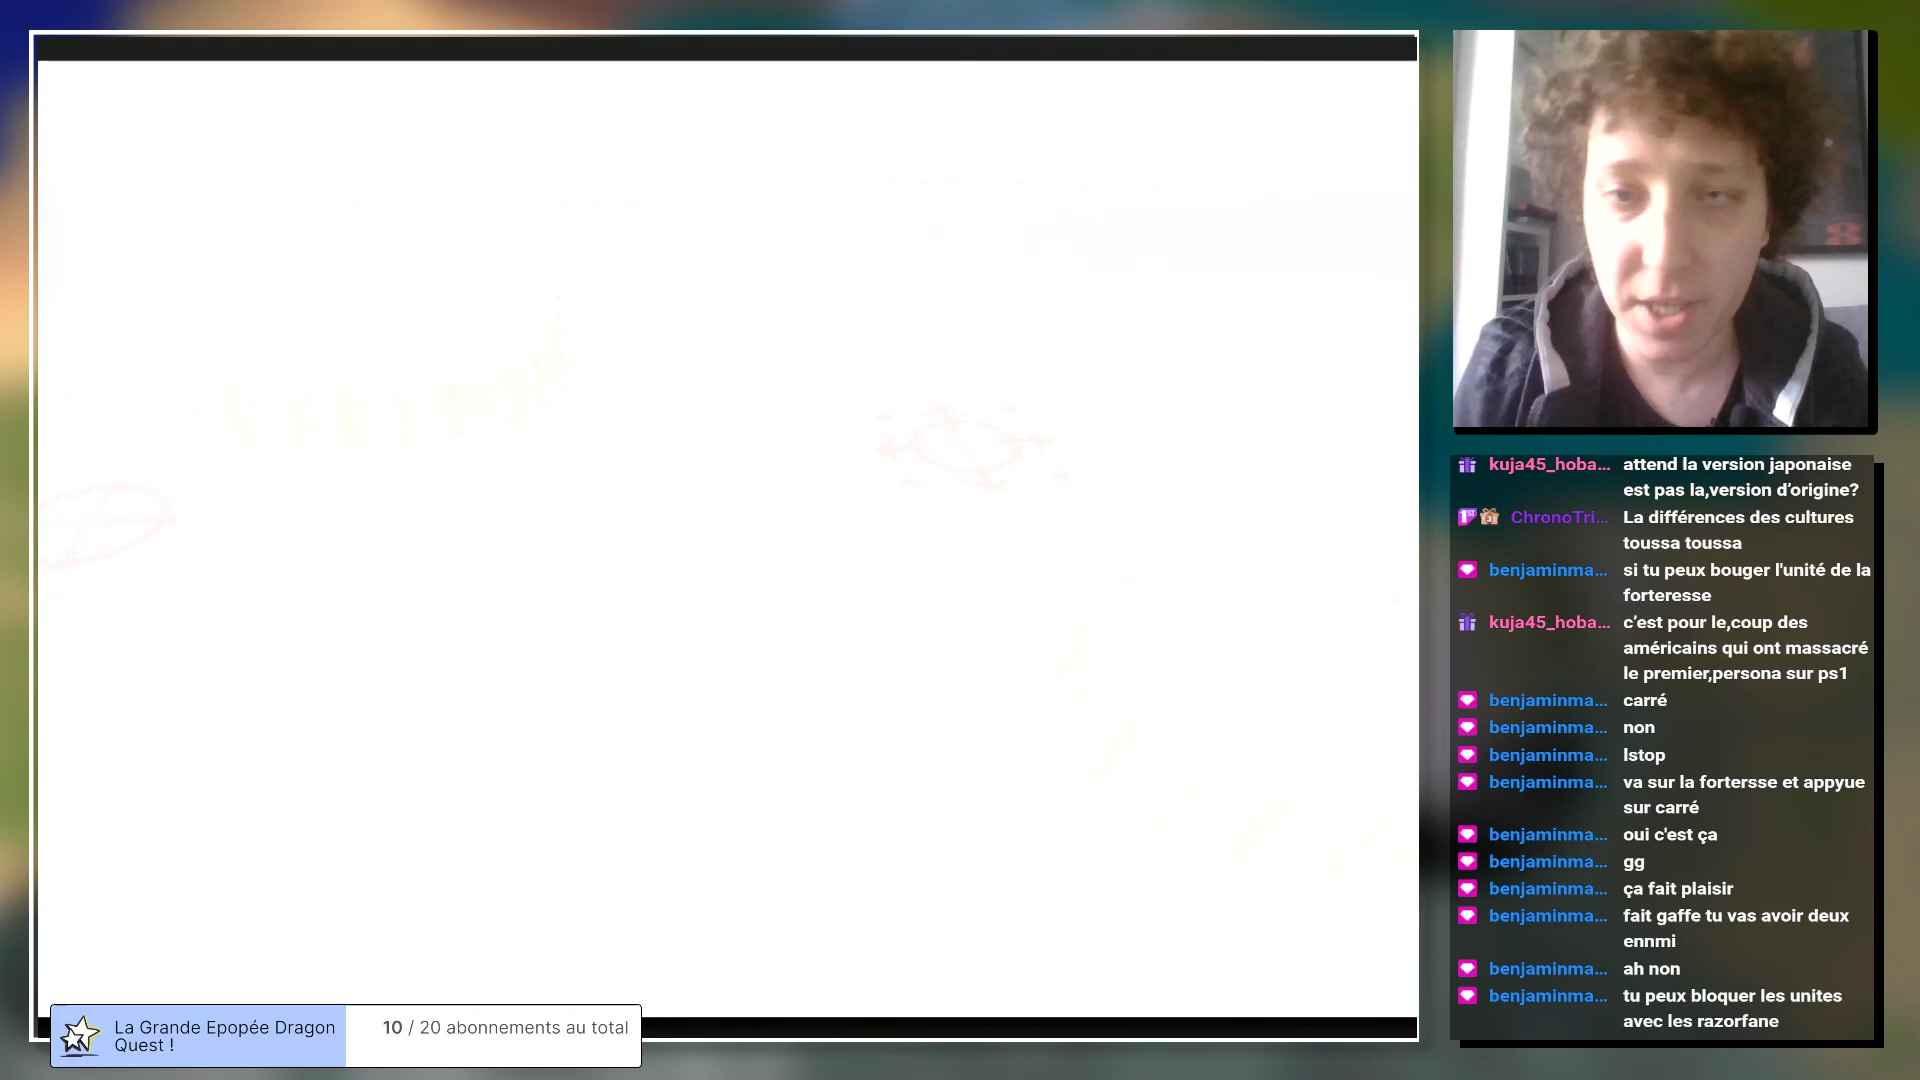 kuja45_hoba... attend la version japonaise
est pas la,version d'origine?
ChronoTri... La différences des cultures
toussa toussa
benjaminma... si tu peux bouger l'unité de la
forteresse
kuja45_hoba... c'est pour le,coup des
américains qui ont massacré
le premier,persona sur ps1
benjaminma... carré
benjaminma... non
benjaminma... lstop
benjaminma... va sur la fortersse et appyue
sur carré
benjaminma... oui c'est ça
benjaminma... gg
benjaminma... ça fait plaisir
benjaminma... fait gaffe tu vas avoir deux
ennmi
benjaminma... ah non
benjaminma... tu peux bloquer les unites
avec les razorfane
La Grande Epopée Dragon
Quest !
10 / 20 abonnements au total